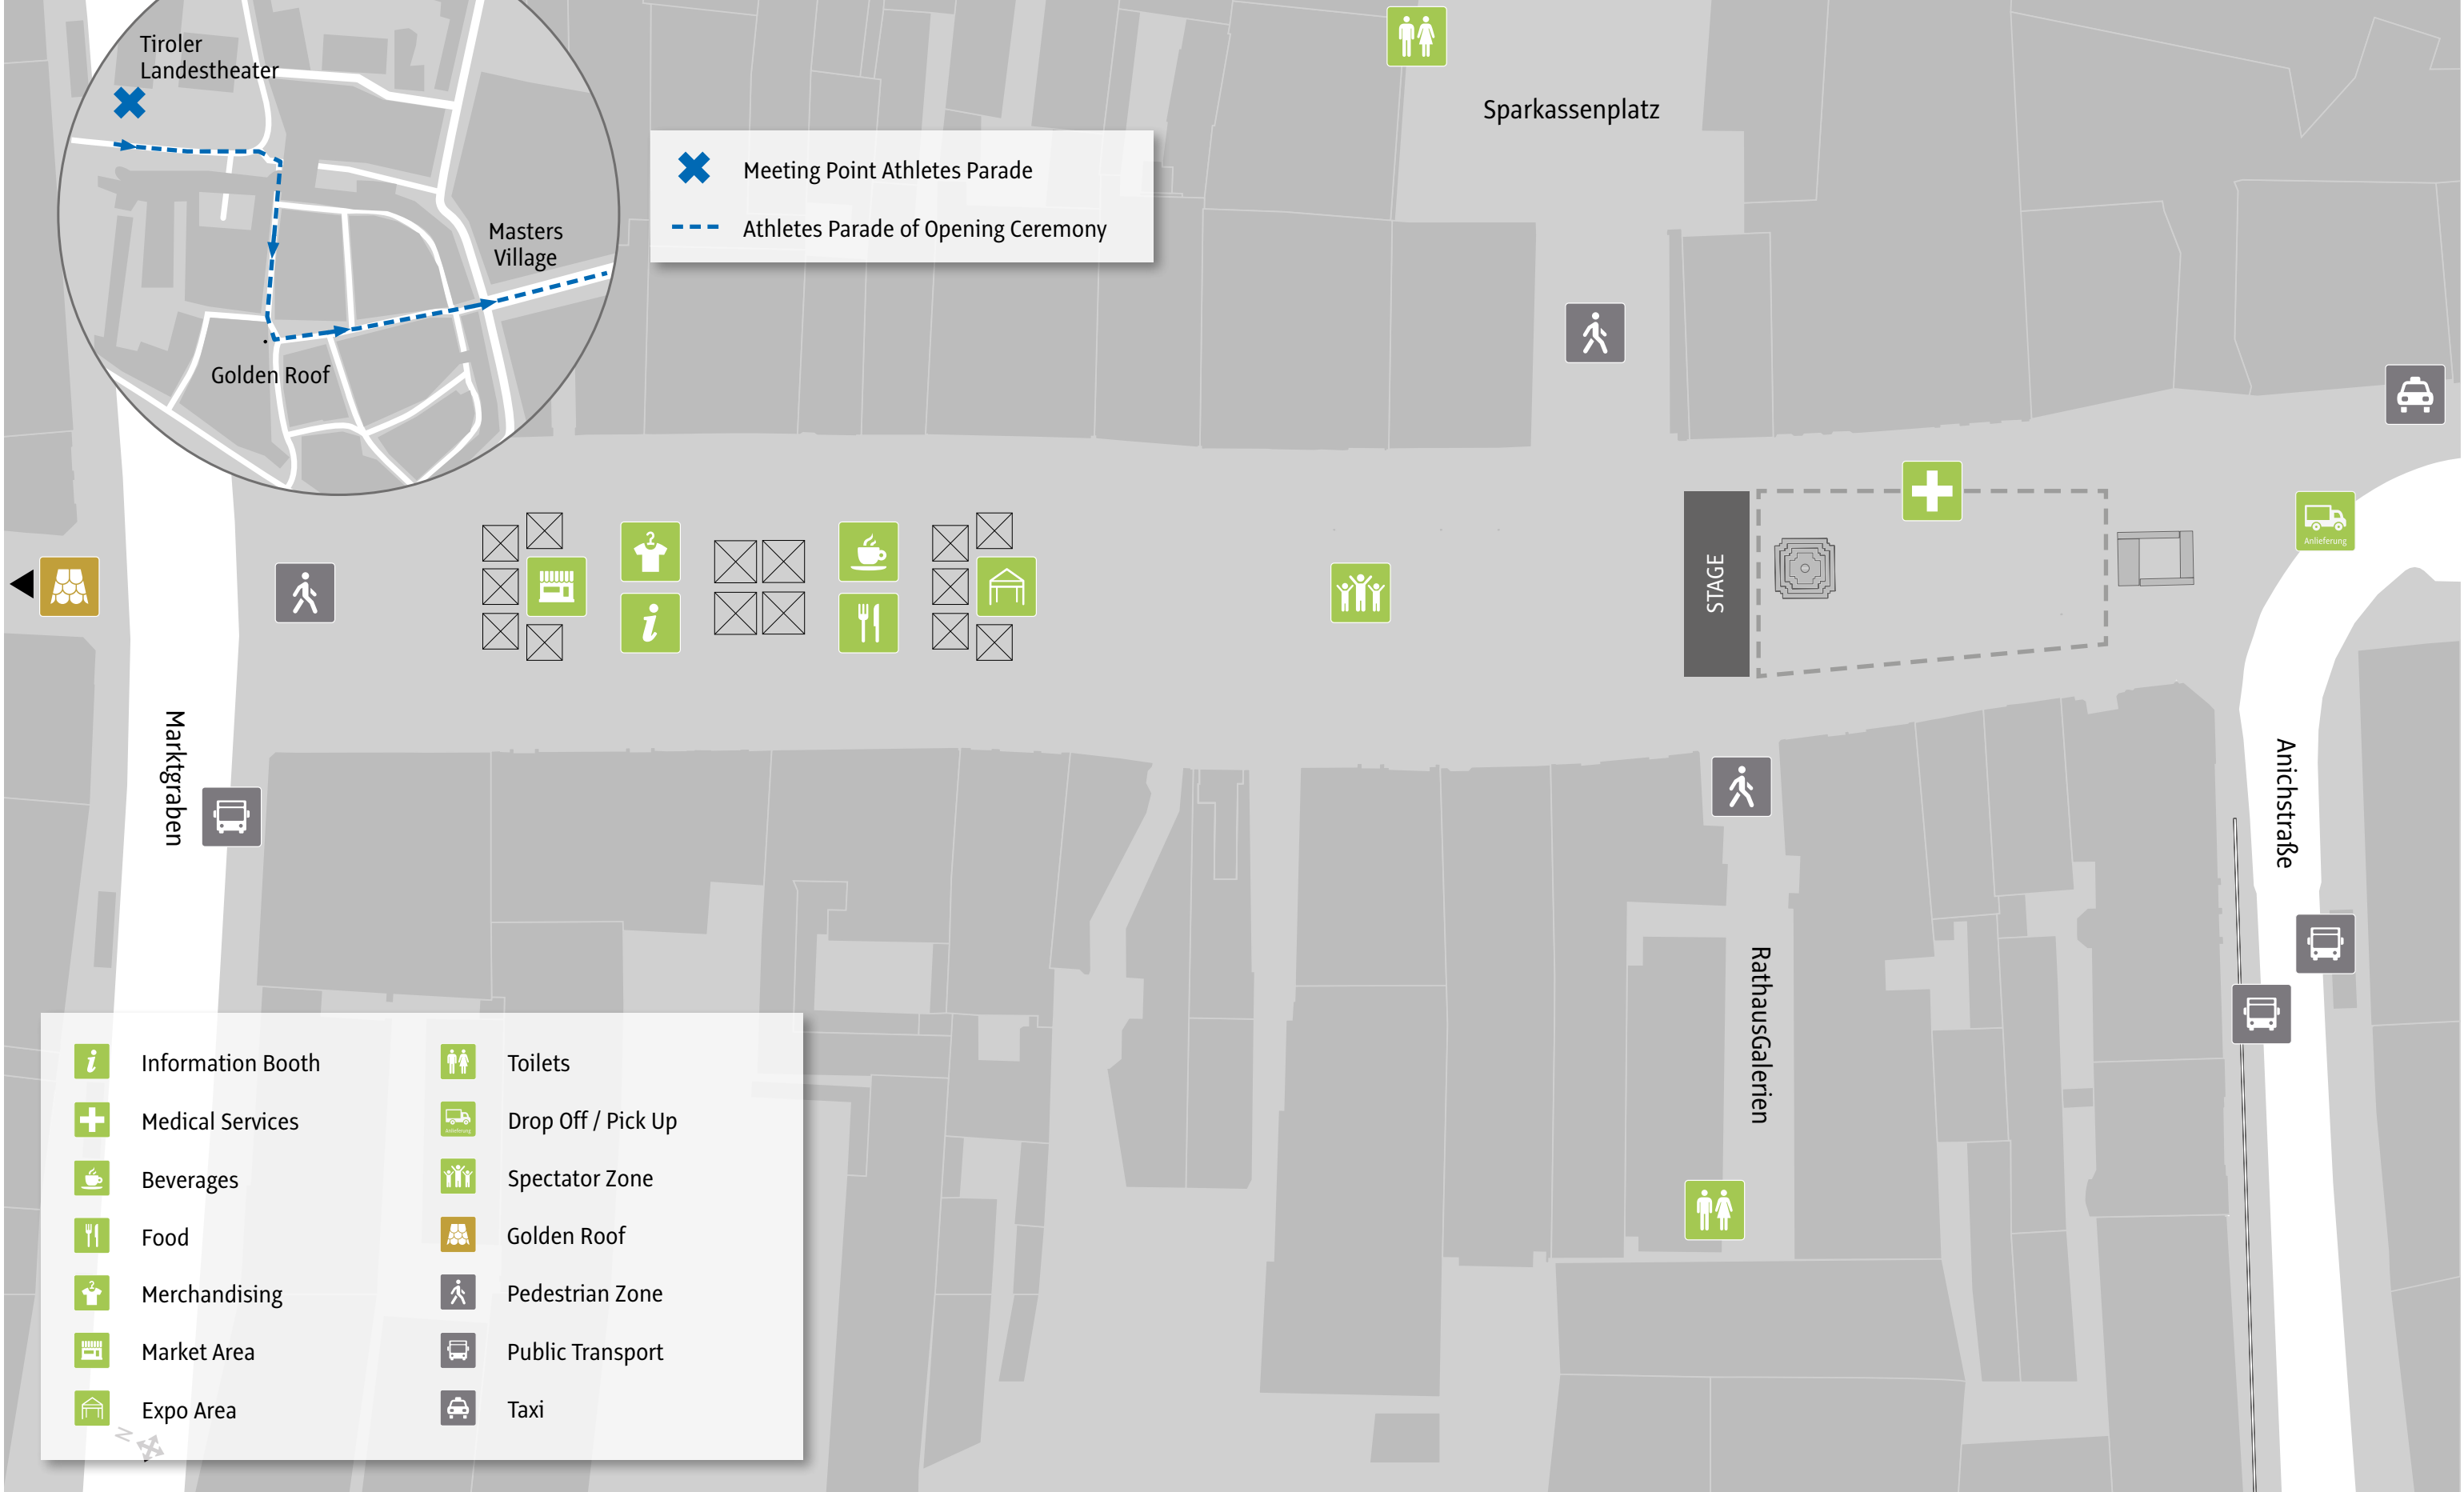 Tiroler
Landestheater
Masters
Village
Golden Roof
Meeting Point Athletes Parade
Athletes Parade of Opening Ceremony
Sparkassenplatz
STAGE
Anlieferung
Marktgraben
Anichstraße
RathausGalerien
Information Booth
Medical Services
Beverages
Food
Merchandising
Market Area
Expo Area
Toilets
Anlieferung
Drop Off / Pick Up
Spectator Zone
Golden Roof
Pedestrian Zone
Public Transport
Taxi
N